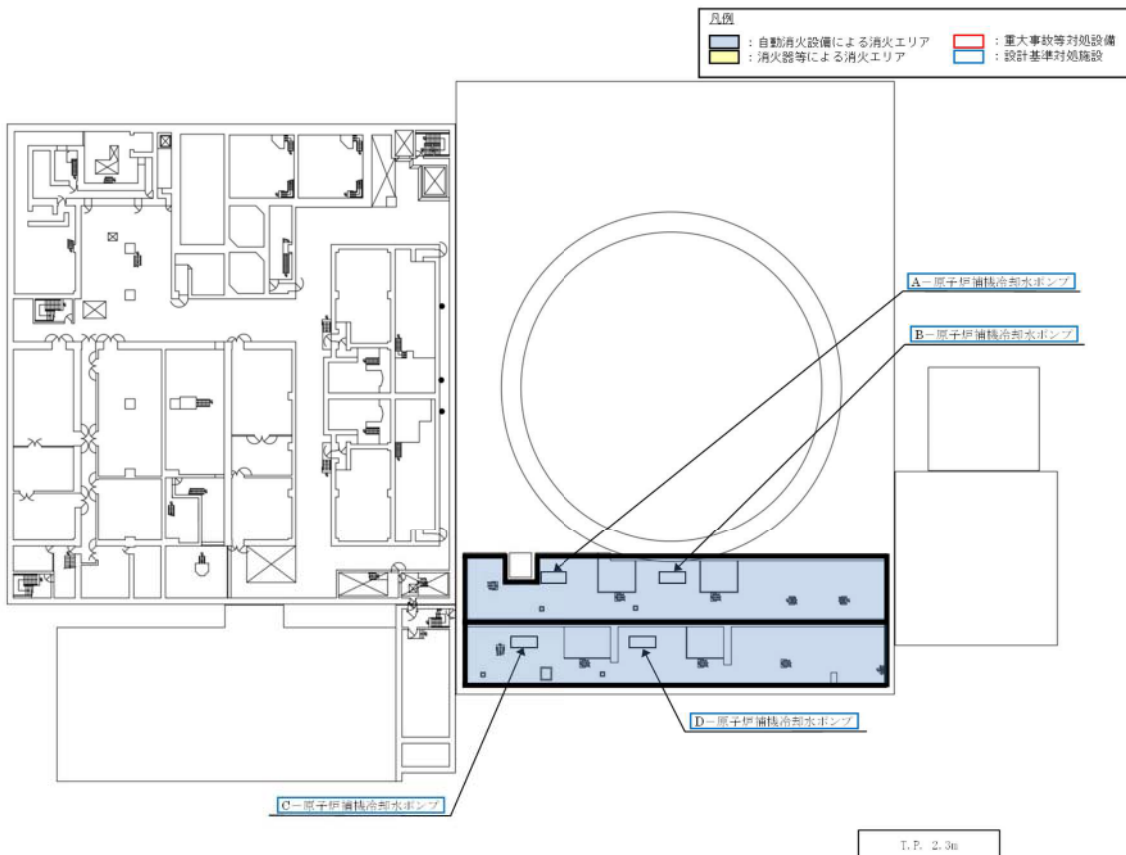 凡例
：自動消火設備による消火エリア
：重大事故等対処設備
：消火器等による消火エリア
：設計基準対処施設
A－原子炉補機冷却水ポンプ
B－原子炉補機冷却水ポンプ
D－原子炉補機冷却水ポンプ
C－原子炉補機冷却水ポンプ
T.P. 2.3m